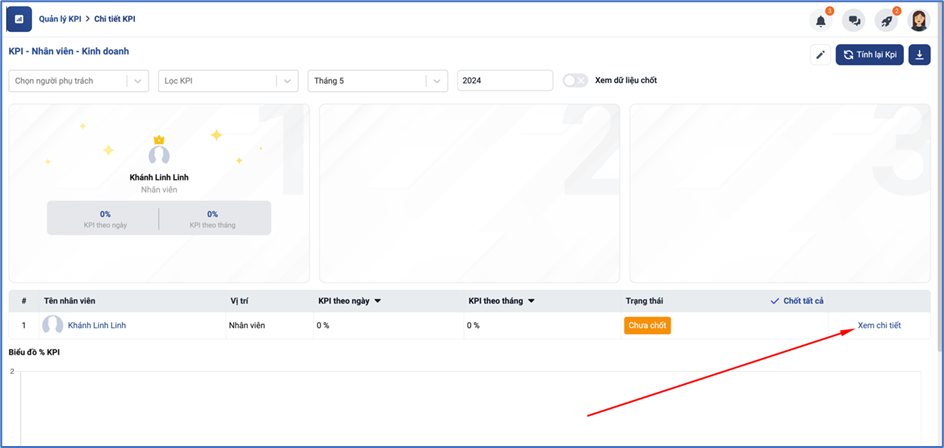 Quản lý KPI > Chi tiết KPI
3
2
KPI - Nhân viên - Kinh doanh
Tính lại Kpi
Chọn người phụ trách
Lọc KPI
Tháng 5
2024
Xem dữ liệu chốt
1
2
3
Khánh Linh Linh
Nhân viên
0% 0%
KPI theo ngày KPI theo tháng
# Tên nhân viên Vị trí KPI theo ngày KPI theo tháng Trạng thái Chốt tất cả
1 Khánh Linh Linh Nhân viên 0 % 0 % Chưa chốt Xem chi tiết
Biểu đồ % KPI
2